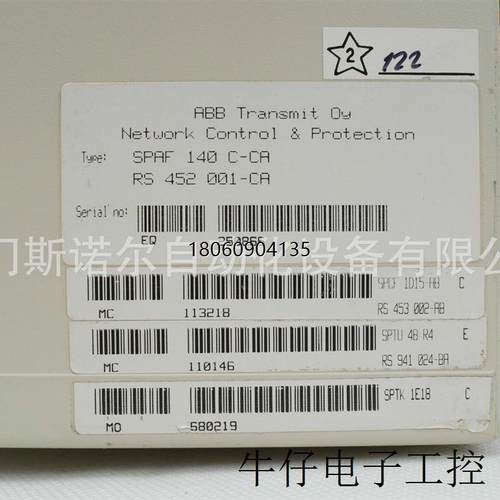 2 122
ABB Transmit Oy
Network Control & Protection
Type: SPAF 140 C-CA
RS 452 001-CA
Serial no:
EQ
18060904135
门斯诺尔自动化设备有限公
SPCF 1D15-AB C
MC 113218 RS 453 002-AB
SPTU 48 R4 E
MC 110146 RS 941 024-BA
SPTK 1E18 C
MO 580219
牛仔电子工控